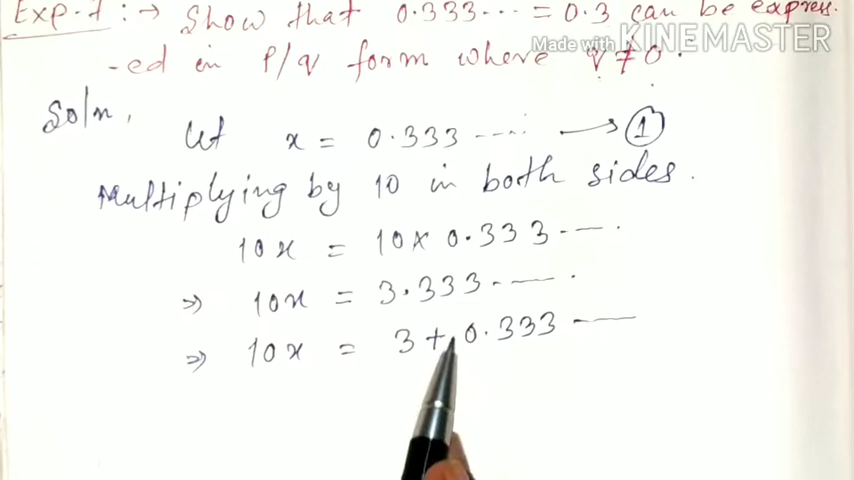 Exp-1 :→ Show that 0.333··· = 0.3 can be expres-
-ed in P/q form where q ≠ 0.
Made with KINEMASTER
Soln.
Let x = 0.333 ---- → ①
Multiplying by 10 in both sides.
10x = 10 × 0.333 ----.
⇒ 10x = 3.333 ----.
⇒ 10x = 3 + 0.333 ----